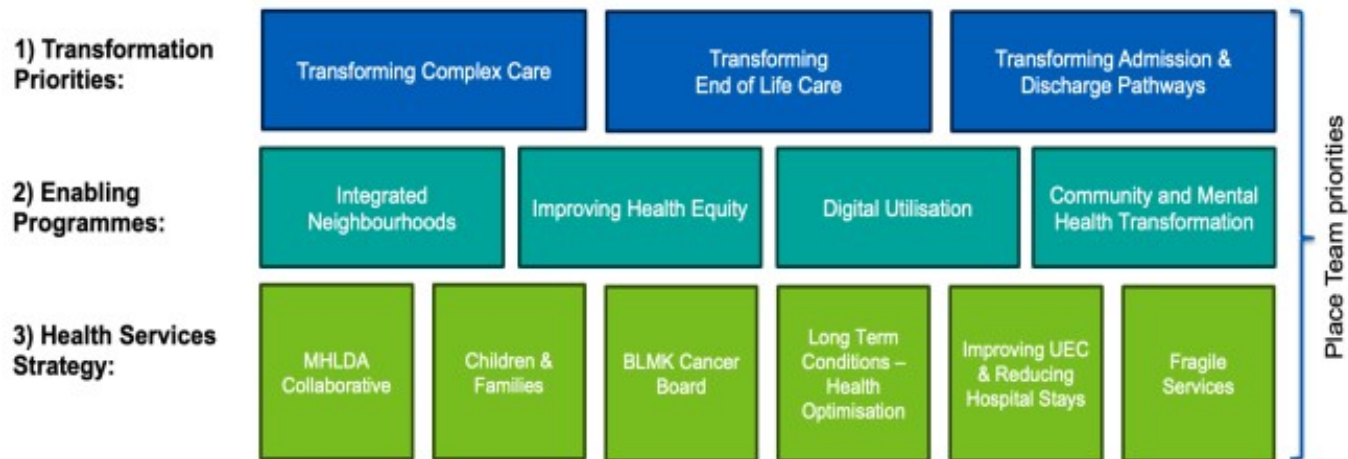 1) Transformation
Priorities:
Transforming Complex Care
Transforming
End of Life Care
Transforming Admission &
Discharge Pathways
2) Enabling
Programmes:
Integrated
Neighbourhoods
Improving Health Equity
Digital Utilisation
Community and Mental
Health Transformation
3) Health Services
Strategy:
MHLDA
Collaborative
Children &
Families
BLMK Cancer
Board
Long Term
Conditions –
Health
Optimisation
Improving UEC
& Reducing
Hospital Stays
Fragile
Services
Place Team priorities